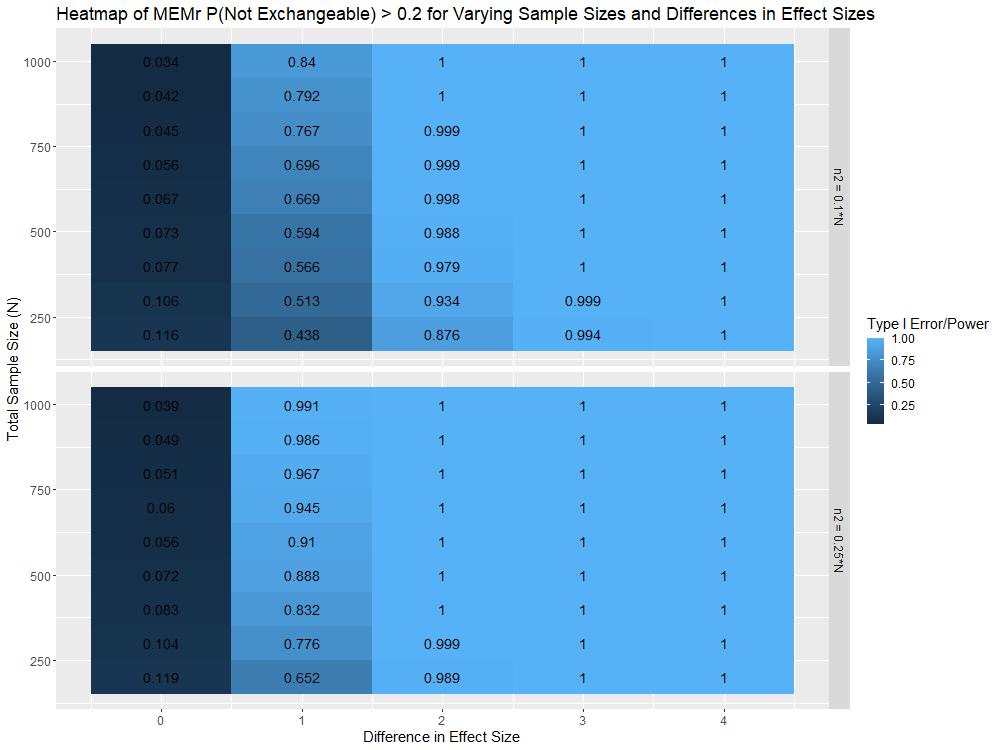 Heatmap of MEMr P(Not Exchangeable) > 0.2 for Varying Sample Sizes and Differences in Effect Sizes
1000 0.034 0.84 1 1 1
0.042 0.792 1 1 1
0.045 0.767 0.999 1 1
750
0.056 0.696 0.999 1 1
0.067 0.669 0.998 1 1
500 0.073 0.594 0.988 1 1
0.077 0.566 0.979 1 1
0.106 0.513 0.934 0.999 1
250
0.116 0.438 0.876 0.994 1
n2 = 0.1*N
1000 0.039 0.991 1 1 1
0.049 0.986 1 1 1
0.051 0.967 1 1 1
750
0.06 0.945 1 1 1
0.056 0.91 1 1 1
500 0.072 0.888 1 1 1
0.083 0.832 1 1 1
0.104 0.776 0.999 1 1
250
0.119 0.652 0.989 1 1
n2 = 0.25*N
0 1 2 3 4
Difference in Effect Size
Total Sample Size (N)
Type I Error/Power
1.00
0.75
0.50
0.25